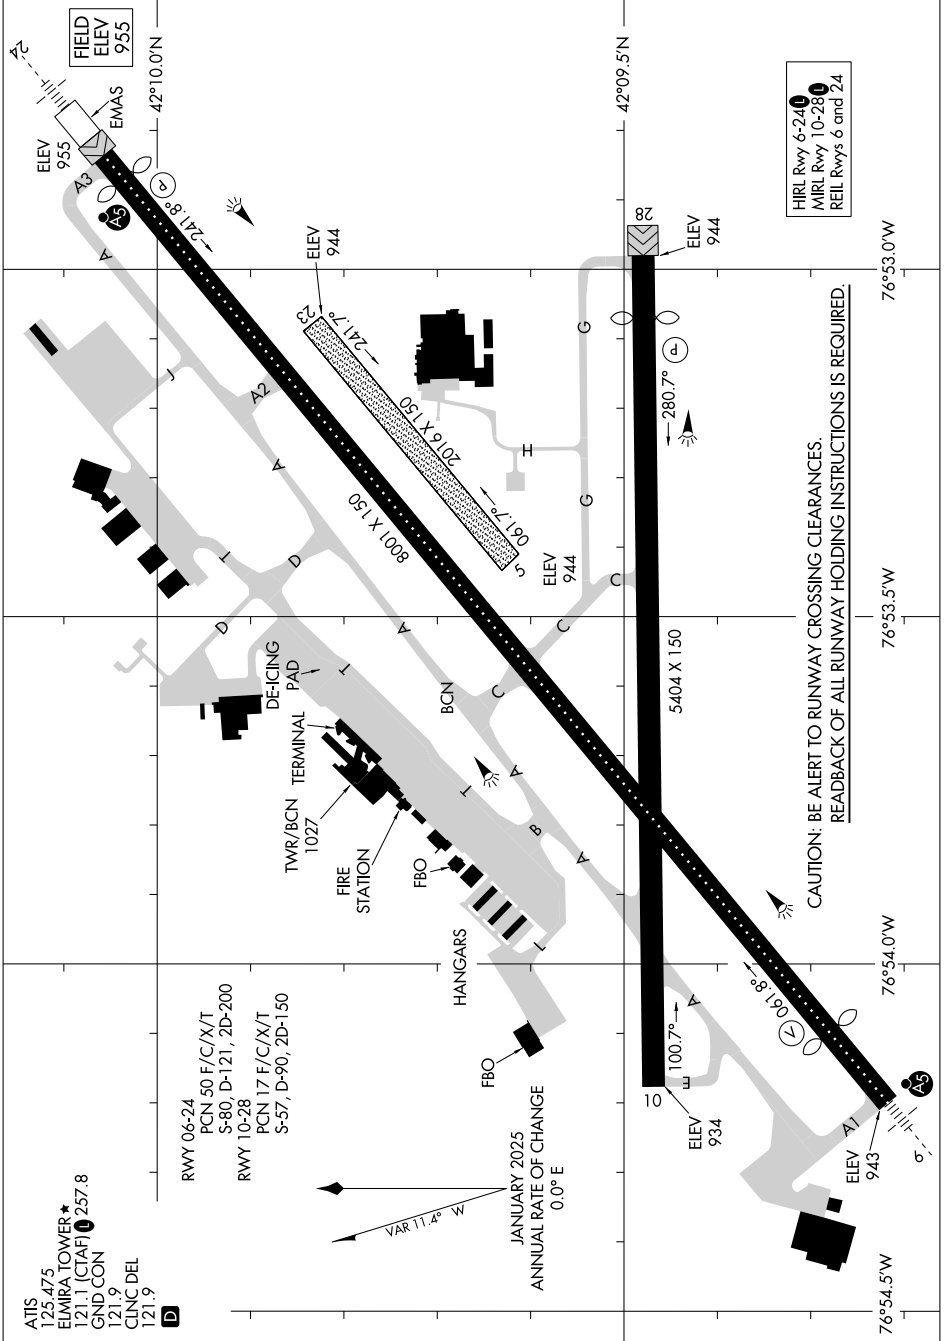 ATIS
125.475
ELMIRA TOWER★
121.1 (CTAF) L 257.8
GND CON
121.9
CLNC DEL
121.9
D
FIELD
ELEV
955
42°10.0'N
42°09.5'N
24
EMAS
ELEV
955
A3
A5
P
241.8°
A
J
A2
A
ELEV
944
23
241.7°
2016 X 150
061.7°
5
ELEV
944
8001 X 150
HIRL Rwy 6-24 L
MIRL Rwy 10-28 L
REIL Rwys 6 and 24
28
ELEV
944
76°53.0'W
G
P
280.7°
H
G
T
D
D
A
C
C
76°53.5'W
DE-ICING
PAD
T
BCN
C
5404 X 150
TERMINAL
TWR/BCN
1027
FIRE
STATION
FBO
T
A
B
A
CAUTION: BE ALERT TO RUNWAY CROSSING CLEARANCES.
READBACK OF ALL RUNWAY HOLDING INSTRUCTIONS IS REQUIRED.
HANGARS
L
76°54.0'W
FBO
RWY 06-24
PCN 50 F/C/X/T
S-80, D-121, 2D-200
RWY 10-28
PCN 17 F/C/X/T
S-57, D-90, 2D-150
JANUARY 2025
ANNUAL RATE OF CHANGE
0.0° E
VAR 11.4° W
10
E
100.7°
A
ELEV
934
061.8°
V
A1
ELEV
943
A5
6
76°54.5'W